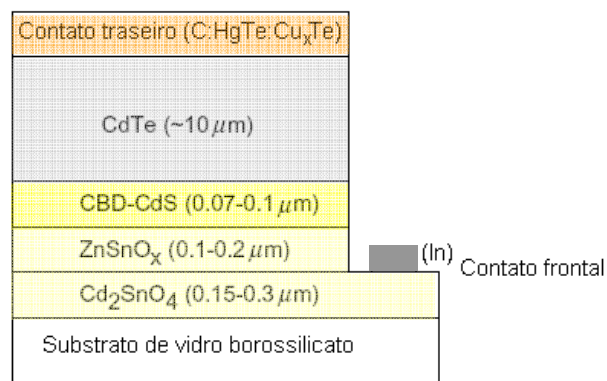 Contato traseiro (C:HgTe:CuxTe)
CdTe (~10 μm)
CBD-CdS (0.07-0.1 μm)
ZnSnOx (0.1-0.2 μm)
(In) Contato frontal
Cd2SnO4 (0.15-0.3 μm)
Substrato de vidro borossilicato